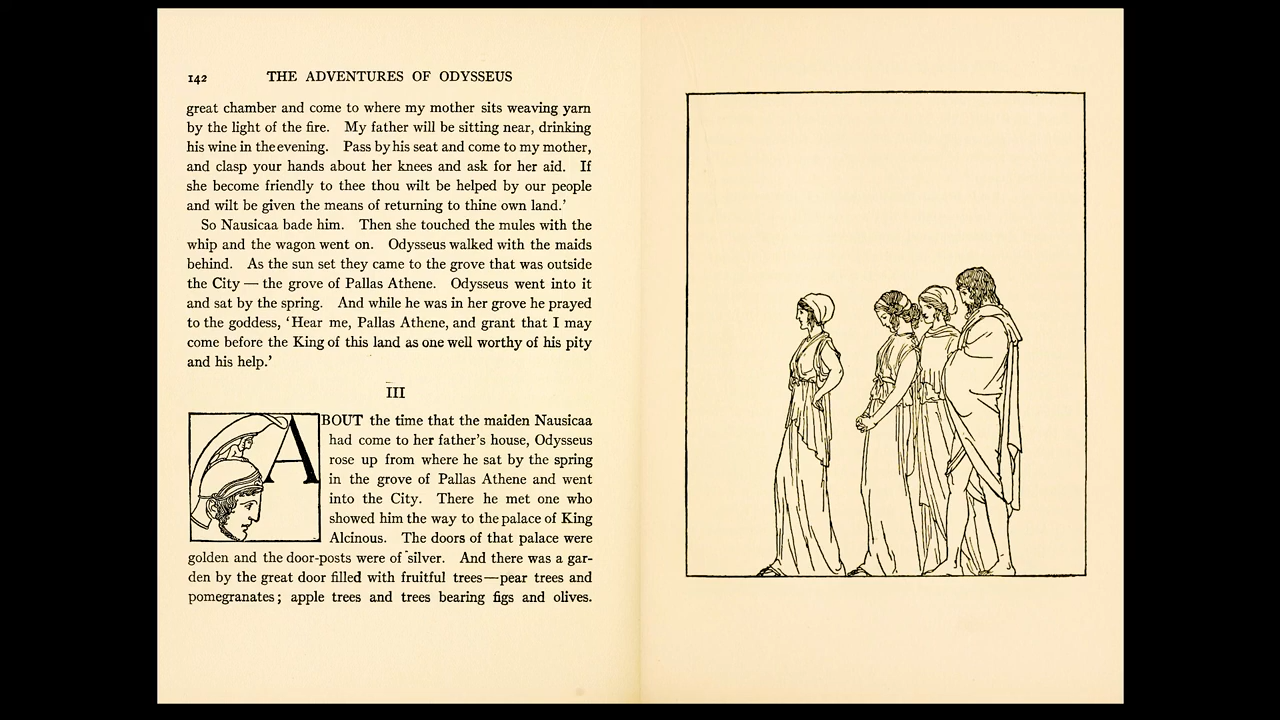 142 THE ADVENTURES OF ODYSSEUS
great chamber and come to where my mother sits weaving yarn
by the light of the fire. My father will be sitting near, drinking
his wine in the evening. Pass by his seat and come to my mother,
and clasp your hands about her knees and ask for her aid. If
she become friendly to thee thou wilt be helped by our people
and wilt be given the means of returning to thine own land.’
So Nausicaa bade him. Then she touched the mules with the
whip and the wagon went on. Odysseus walked with the maids
behind. As the sun set they came to the grove that was outside
the City — the grove of Pallas Athene. Odysseus went into it
and sat by the spring. And while he was in her grove he prayed
to the goddess, ‘Hear me, Pallas Athene, and grant that I may
come before the King of this land as one well worthy of his pity
and his help.’
III
ABOUT the time that the maiden Nausicaa
had come to her father’s house, Odysseus
rose up from where he sat by the spring
in the grove of Pallas Athene and went
into the City. There he met one who
showed him the way to the palace of King
Alcinous. The doors of that palace were
golden and the door-posts were of silver. And there was a gar-
den by the great door filled with fruitful trees—pear trees and
pomegranates; apple trees and trees bearing figs and olives.